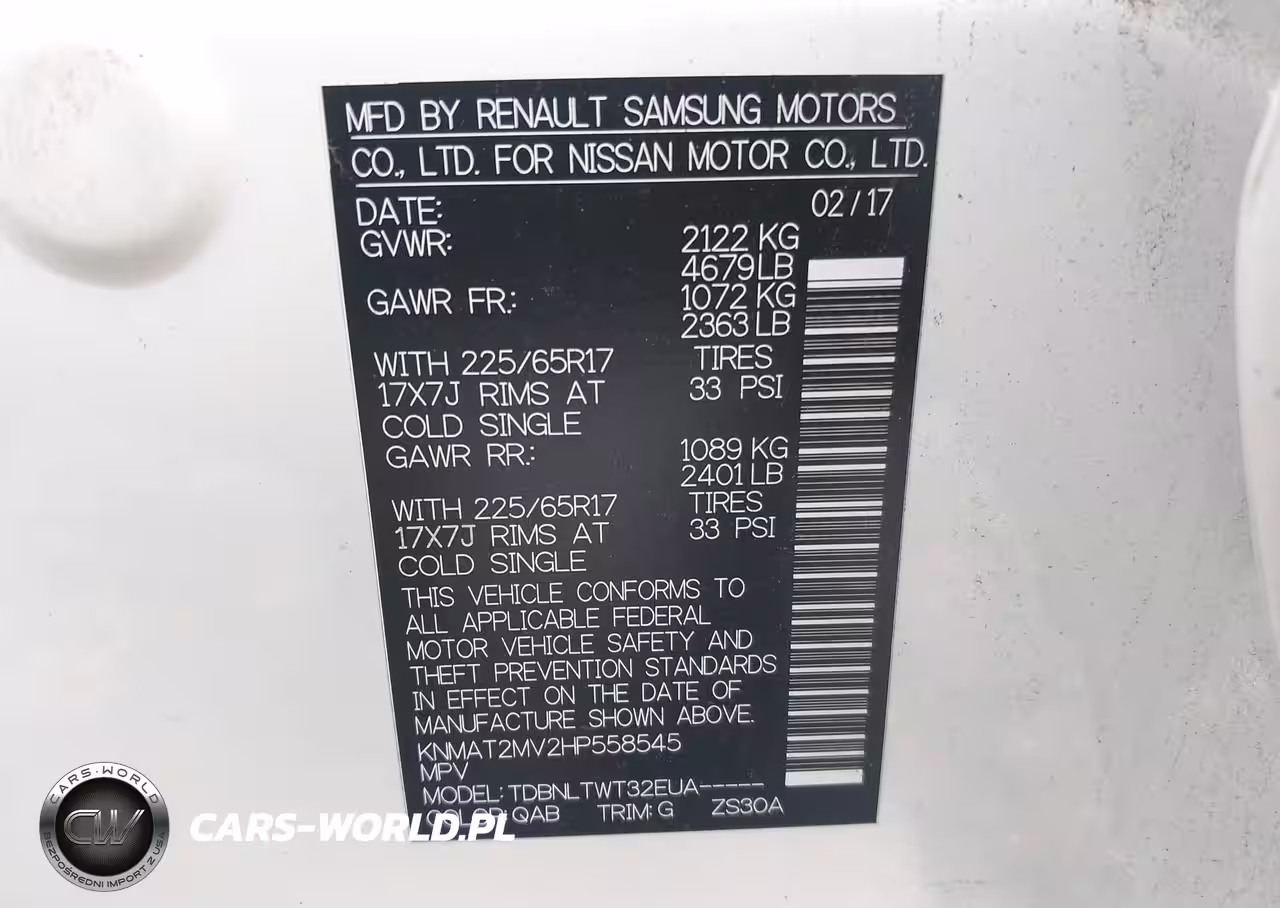 MFD BY RENAULT SAMSUNG MOTORS
CO., LTD. FOR NISSAN MOTOR CO., LTD.
DATE: 02/17
GVWR: 2122 KG
4679 LB
GAWR FR.: 1072 KG
2363 LB
WITH 225/65R17 TIRES
17X7J RIMS AT 33 PSI
COLD SINGLE
GAWR RR.: 1089 KG
2401 LB
WITH 225/65R17 TIRES
17X7J RIMS AT 33 PSI
COLD SINGLE
THIS VEHICLE CONFORMS TO
ALL APPLICABLE FEDERAL
MOTOR VEHICLE SAFETY AND
THEFT PREVENTION STANDARDS
IN EFFECT ON THE DATE OF
MANUFACTURE SHOWN ABOVE.
KNMAT2MV2HP558545
MPV
MODEL: TDBNLTWT32EUA-----
COLOR: QAB TRIM: G ZS30A
CARS-WORLD
CW
BEZPOŚREDNI IMPORT Z USA
CARS-WORLD.PL